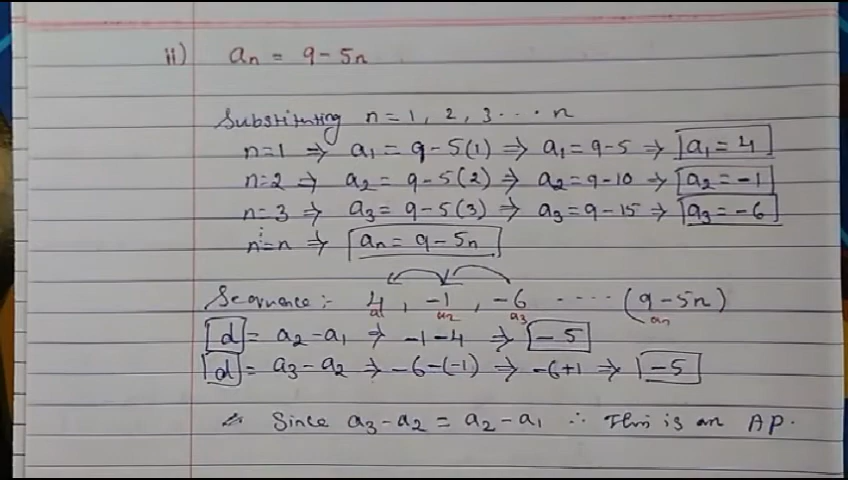 ii) an = 9-5n
Substituting n = 1, 2, 3 ... n
n=1 ⇒ a1 = 9-5(1) ⇒ a1 = 9-5 ⇒ a1 = 4
n=2 ⇒ a2 = 9-5(2) ⇒ a2 = 9-10 ⇒ a2 = -1
n=3 ⇒ a3 = 9-5(3) ⇒ a3 = 9-15 ⇒ a3 = -6
⋮
n=n ⇒ an = 9-5n
Sequence:- 4, -1, -6 ..... (9-5n)
a1 a2 a3 an
d = a2-a1 ⇒ -1-4 ⇒ -5
d = a3-a2 ⇒ -6-(-1) ⇒ -6+1 ⇒ -5
Since a3-a2 = a2-a1 ∴ This is an AP.